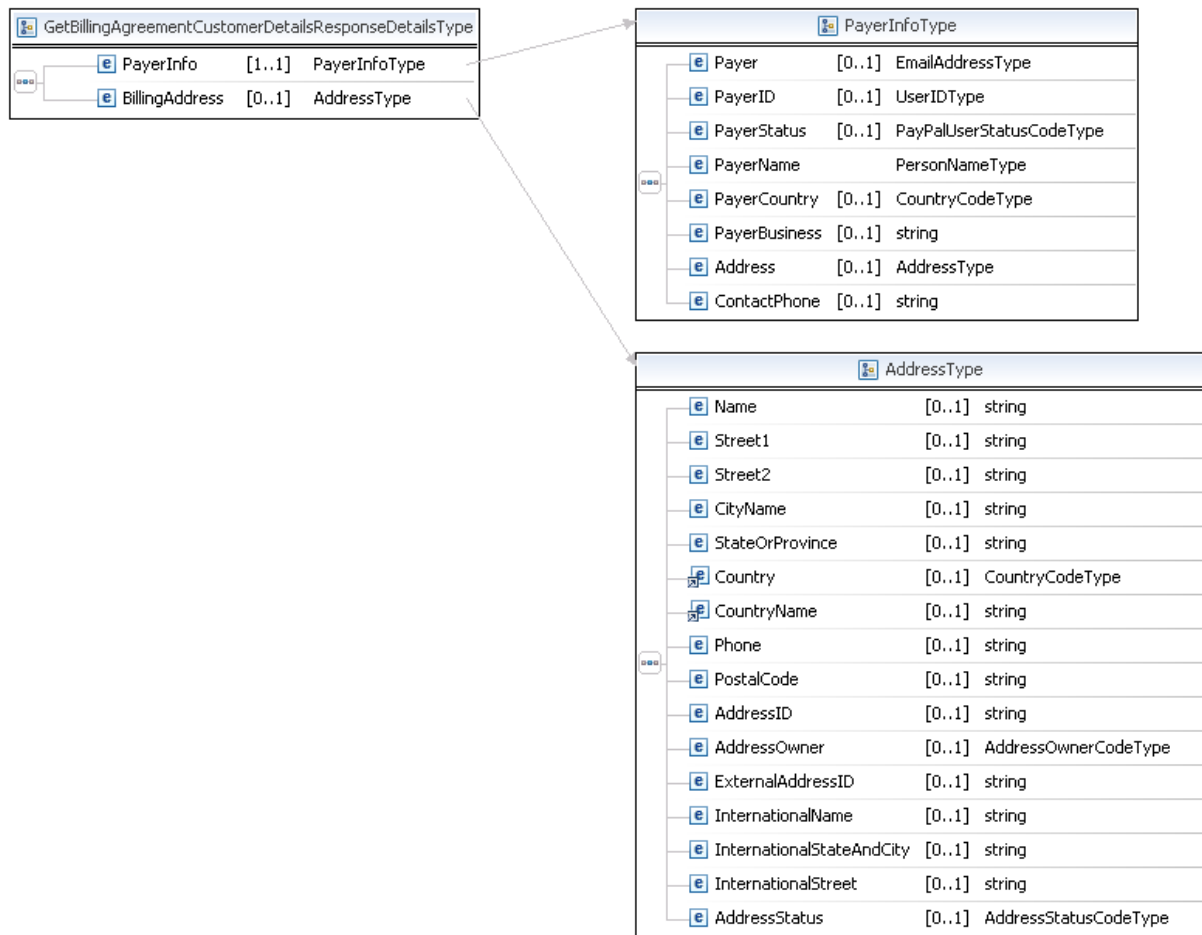 GetBillingAgreementCustomerDetailsResponseDetailsType
e PayerInfo [1..1] PayerInfoType
e BillingAddress [0..1] AddressType
PayerInfoType
e Payer [0..1] EmailAddressType
e PayerID [0..1] UserIDType
e PayerStatus [0..1] PayPalUserStatusCodeType
e PayerName PersonNameType
e PayerCountry [0..1] CountryCodeType
e PayerBusiness [0..1] string
e Address [0..1] AddressType
e ContactPhone [0..1] string
AddressType
e Name [0..1] string
e Street1 [0..1] string
e Street2 [0..1] string
e CityName [0..1] string
e StateOrProvince [0..1] string
e Country [0..1] CountryCodeType
e CountryName [0..1] string
e Phone [0..1] string
e PostalCode [0..1] string
e AddressID [0..1] string
e AddressOwner [0..1] AddressOwnerCodeType
e ExternalAddressID [0..1] string
e InternationalName [0..1] string
e InternationalStateAndCity [0..1] string
e InternationalStreet [0..1] string
e AddressStatus [0..1] AddressStatusCodeType